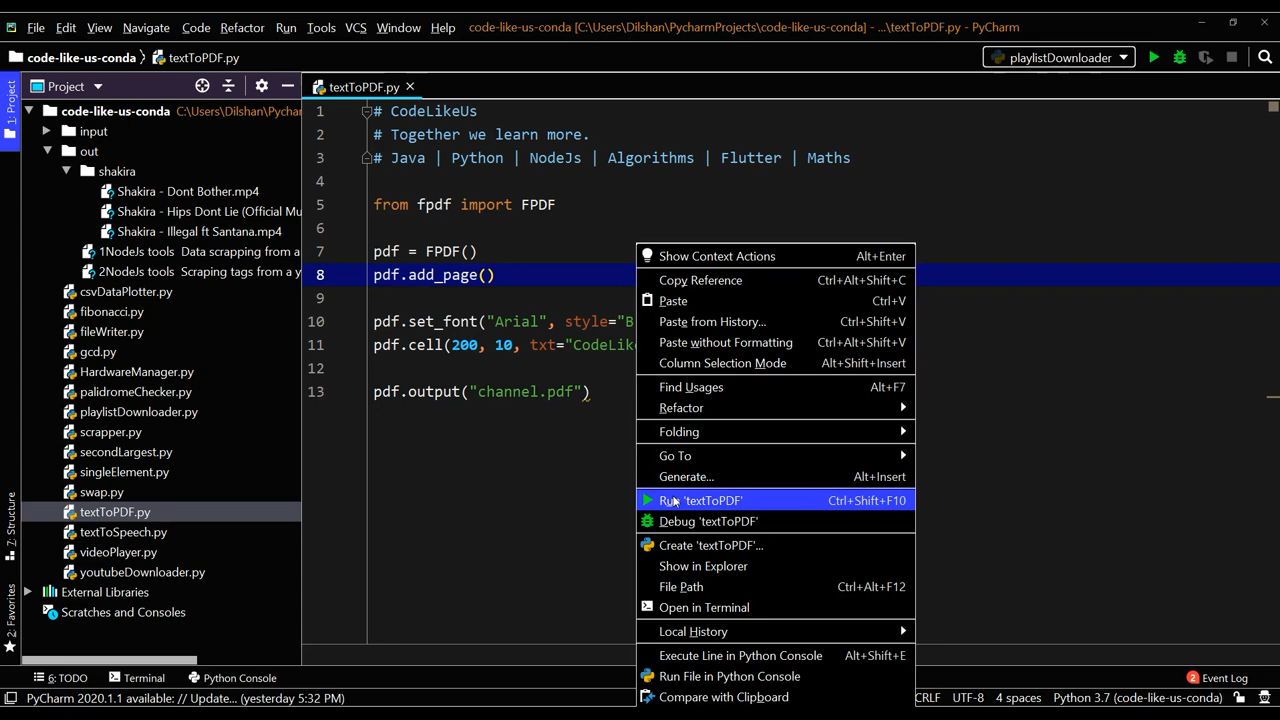 File Edit View Navigate Code Refactor Run Tools VCS Window Help code-like-us-conda [C:\Users\Dilshan\PycharmProjects\code-like-us-conda] - ...\textToPDF.py - PyCharm
code-like-us-conda textToPDF.py playlistDownloader
1: Project
Project
textToPDF.py
code-like-us-conda C:\Users\Dilshan\Pychar
input
out
shakira
Shakira - Dont Bother.mp4
Shakira - Hips Dont Lie (Official Mu
Shakira - Illegal ft Santana.mp4
1NodeJs tools Data scrapping from a
2NodeJs tools Scraping tags from a y
csvDataPlotter.py
fibonacci.py
fileWriter.py
gcd.py
HardwareManager.py
palidromeChecker.py
playlistDownloader.py
scrapper.py
secondLargest.py
singleElement.py
swap.py
textToPDF.py
textToSpeech.py
videoPlayer.py
youtubeDownloader.py
External Libraries
Scratches and Consoles
7: Structure
2: Favorites
1 # CodeLikeUs
2 # Together we learn more.
3 # Java | Python | NodeJs | Algorithms | Flutter | Maths
4
5 from fpdf import FPDF
6
7 pdf = FPDF()
8 pdf.add_page()
9
10 pdf.set_font("Arial", style="B
11 pdf.cell(200, 10, txt="CodeLike
12
13 pdf.output("channel.pdf")
Show Context Actions Alt+Enter
Copy Reference Ctrl+Alt+Shift+C
Paste Ctrl+V
Paste from History... Ctrl+Shift+V
Paste without Formatting Ctrl+Alt+Shift+V
Column Selection Mode Alt+Shift+Insert
Find Usages Alt+F7
Refactor
Folding
Go To
Generate... Alt+Insert
Run 'textToPDF' Ctrl+Shift+F10
Debug 'textToPDF'
Create 'textToPDF'...
Show in Explorer
File Path Ctrl+Alt+F12
Open in Terminal
Local History
Execute Line in Python Console Alt+Shift+E
Run File in Python Console
Compare with Clipboard
6: TODO Terminal Python Console 2 Event Log
PyCharm 2020.1.1 available: // Update... (yesterday 5:32 PM) CRLF UTF-8 4 spaces Python 3.7 (code-like-us-conda)